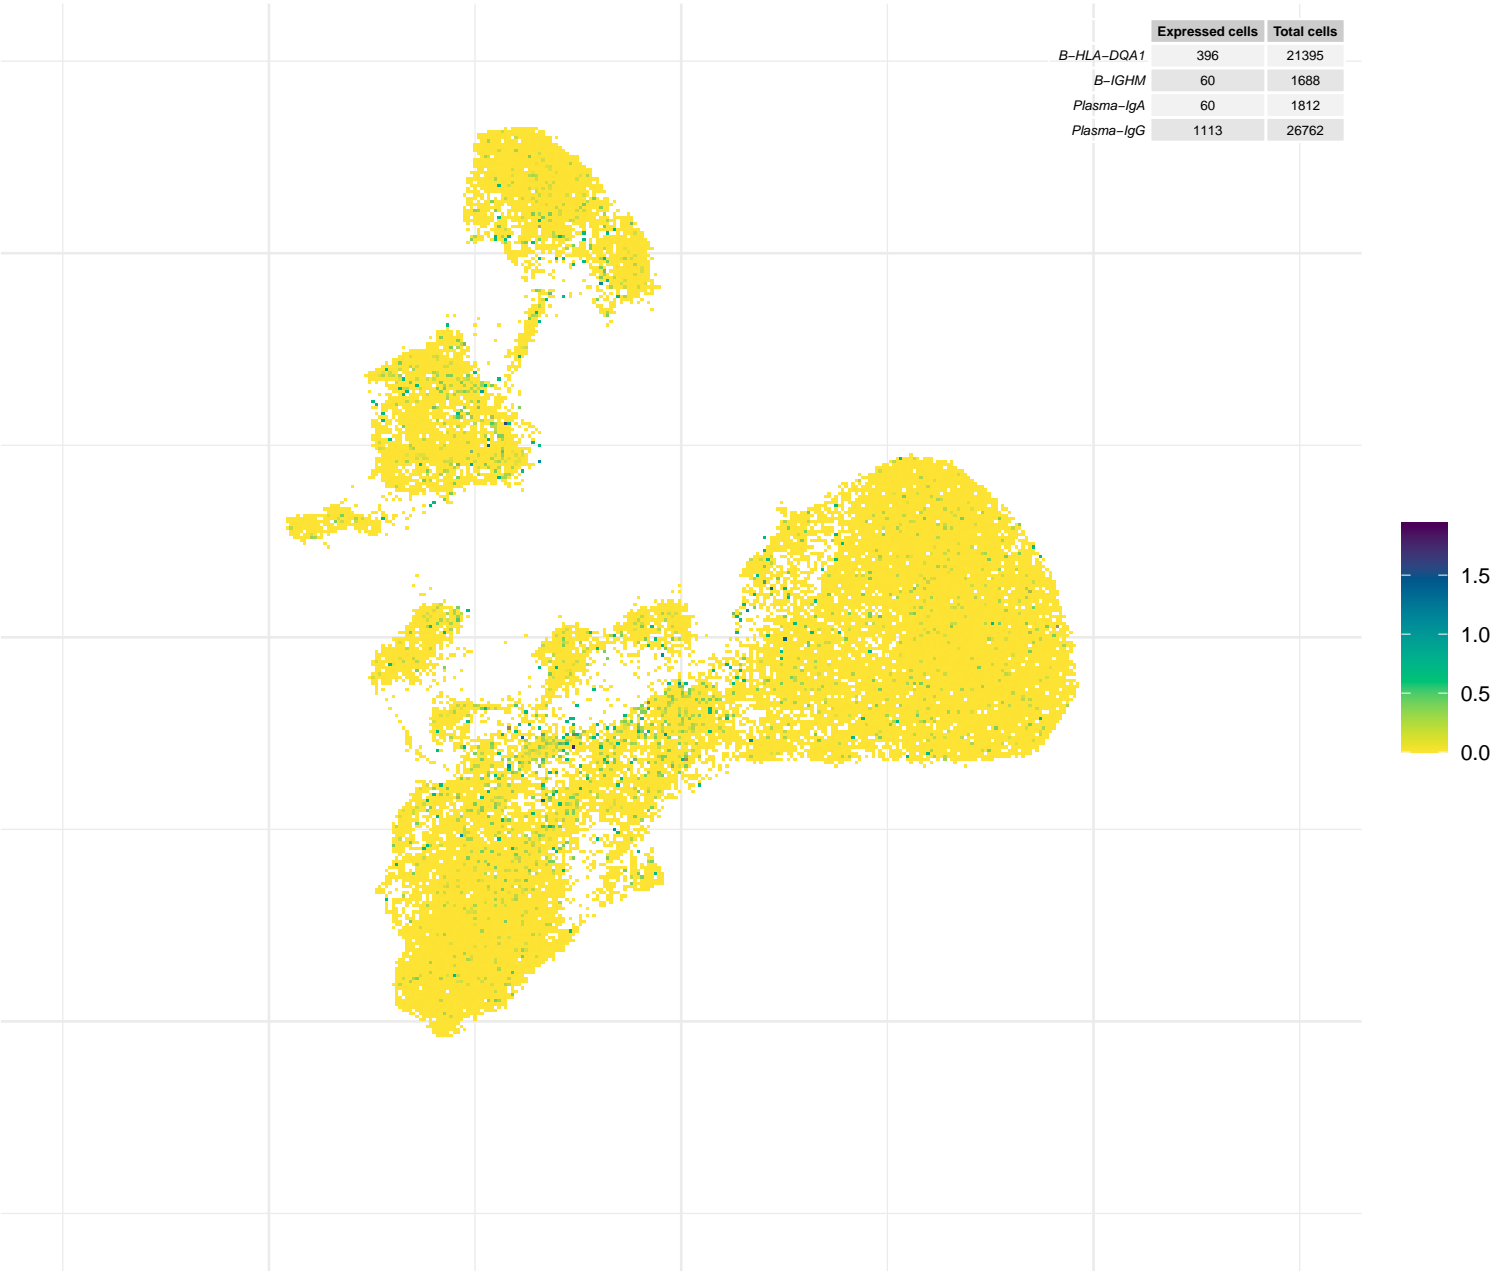 Expressed cells Total cells
B−HLA−DQA1 396 21395
B−IGHM 60 1688
Plasma−IgA 60 1812
Plasma−IgG 1113 26762
1.5
1.0
0.5
0.0